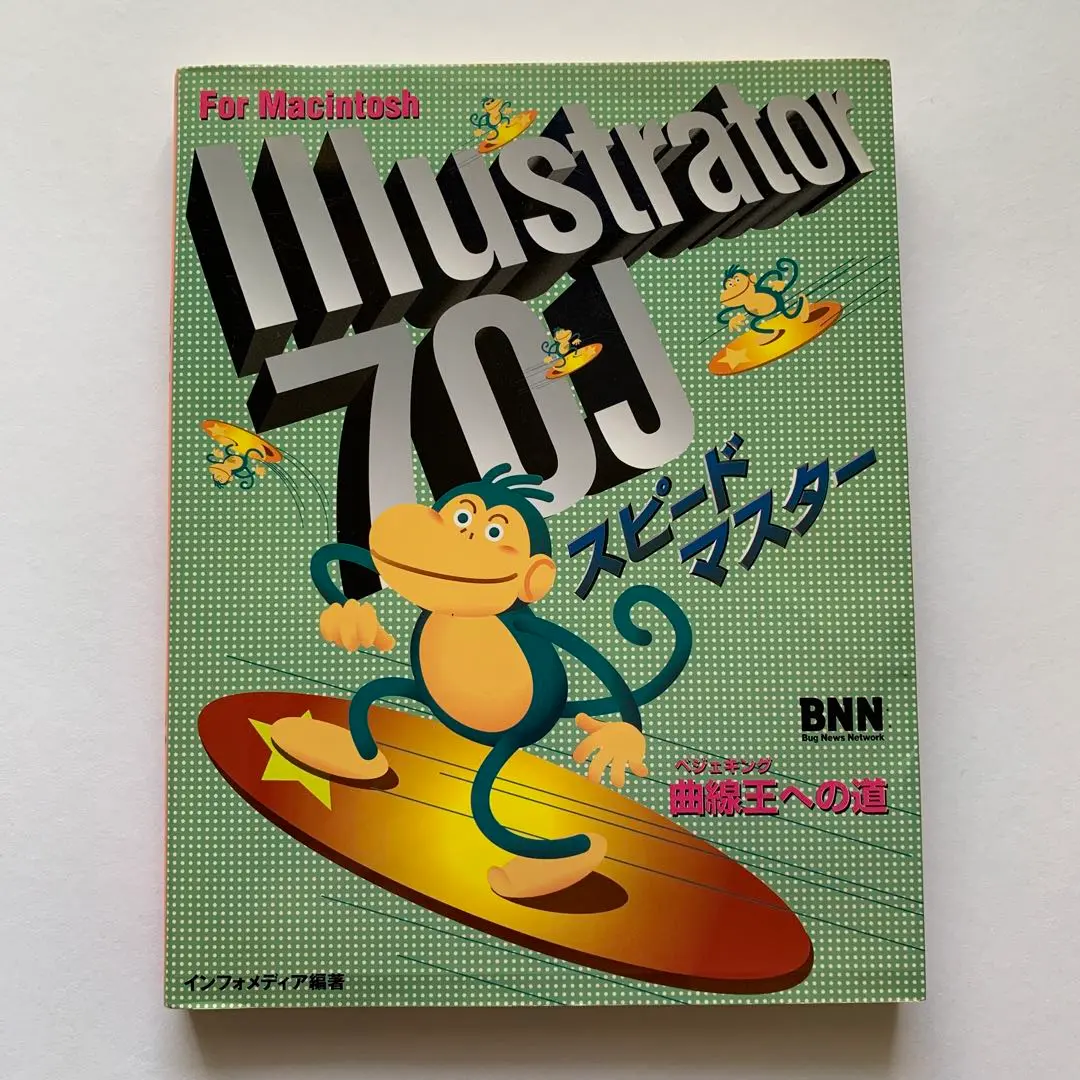 For Macintosh
Illustrator
7.0J
スピード
マスター
BNN
Bug News Network
ベジェキング
曲線王への道
インフォメディア編著